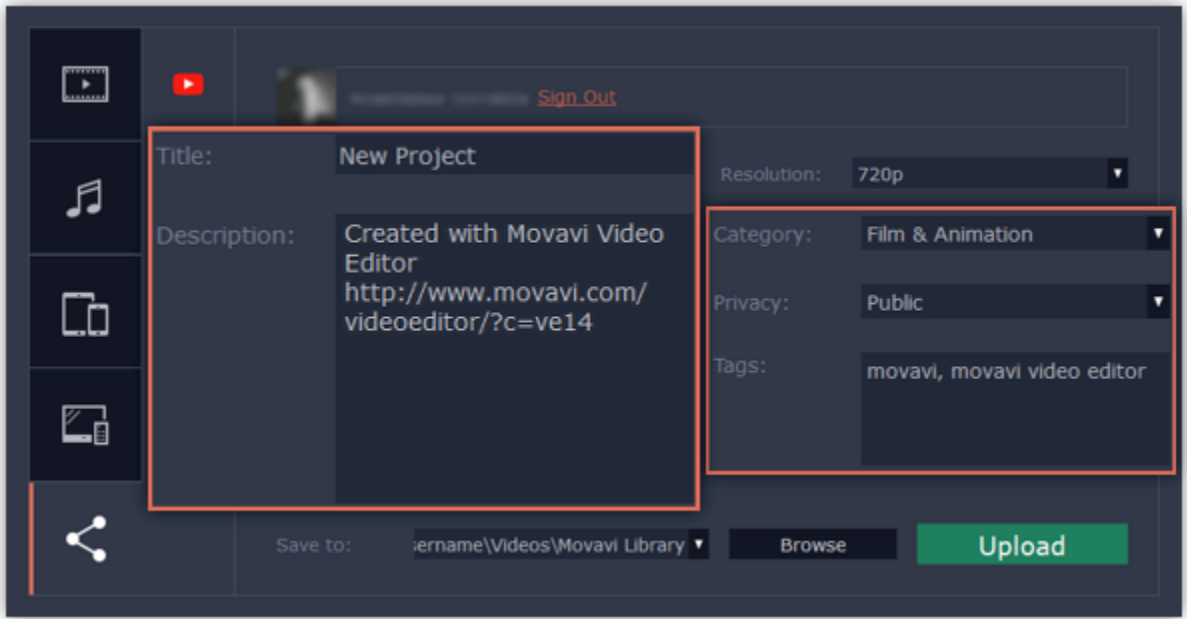 Sign Out
Title:
New Project
Description:
Created with Movavi Video
Editor
http://www.movavi.com/
videoeditor/?c=ve14
Resolution:
720p
Category:
Film & Animation
Privacy:
Public
Tags:
movavi, movavi video editor
Save to:
sername\Videos\Movavi Library
Browse
Upload